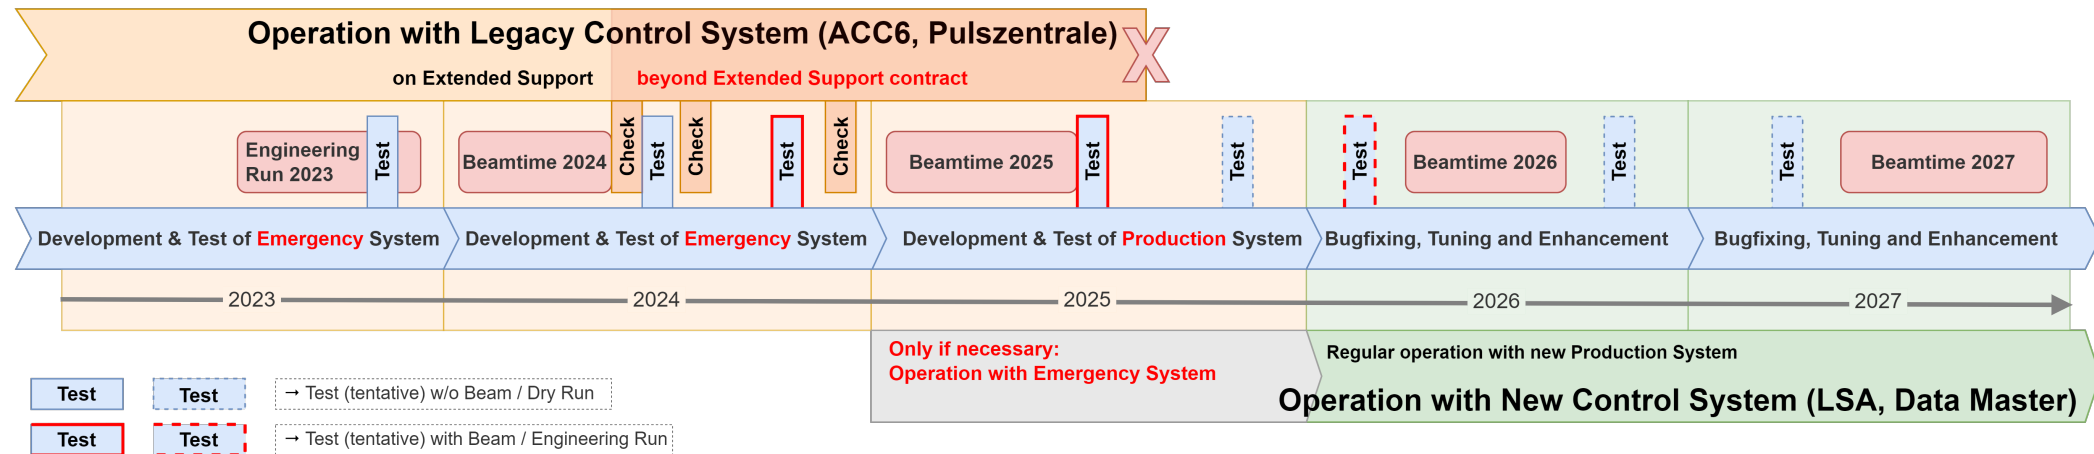 Operation with Legacy Control System (ACC6, Pulszentrale)
X
on Extended Support
beyond Extended Support contract
Engineering
Run 2023
Test
Beamtime 2024
Check
Test
Check
Test
Check
Beamtime 2025
Test
Test
Test
Beamtime 2026
Test
Test
Beamtime 2027
Development & Test of Emergency System
Development & Test of Emergency System
Development & Test of Production System
Bugfixing, Tuning and Enhancement
Bugfixing, Tuning and Enhancement
2023
2024
2025
2026
2027
Only if necessary:
Operation with Emergency System
Regular operation with new Production System
Operation with New Control System (LSA, Data Master)
Test
Test
→ Test (tentative) w/o Beam / Dry Run
Test
Test
→ Test (tentative) with Beam / Engineering Run